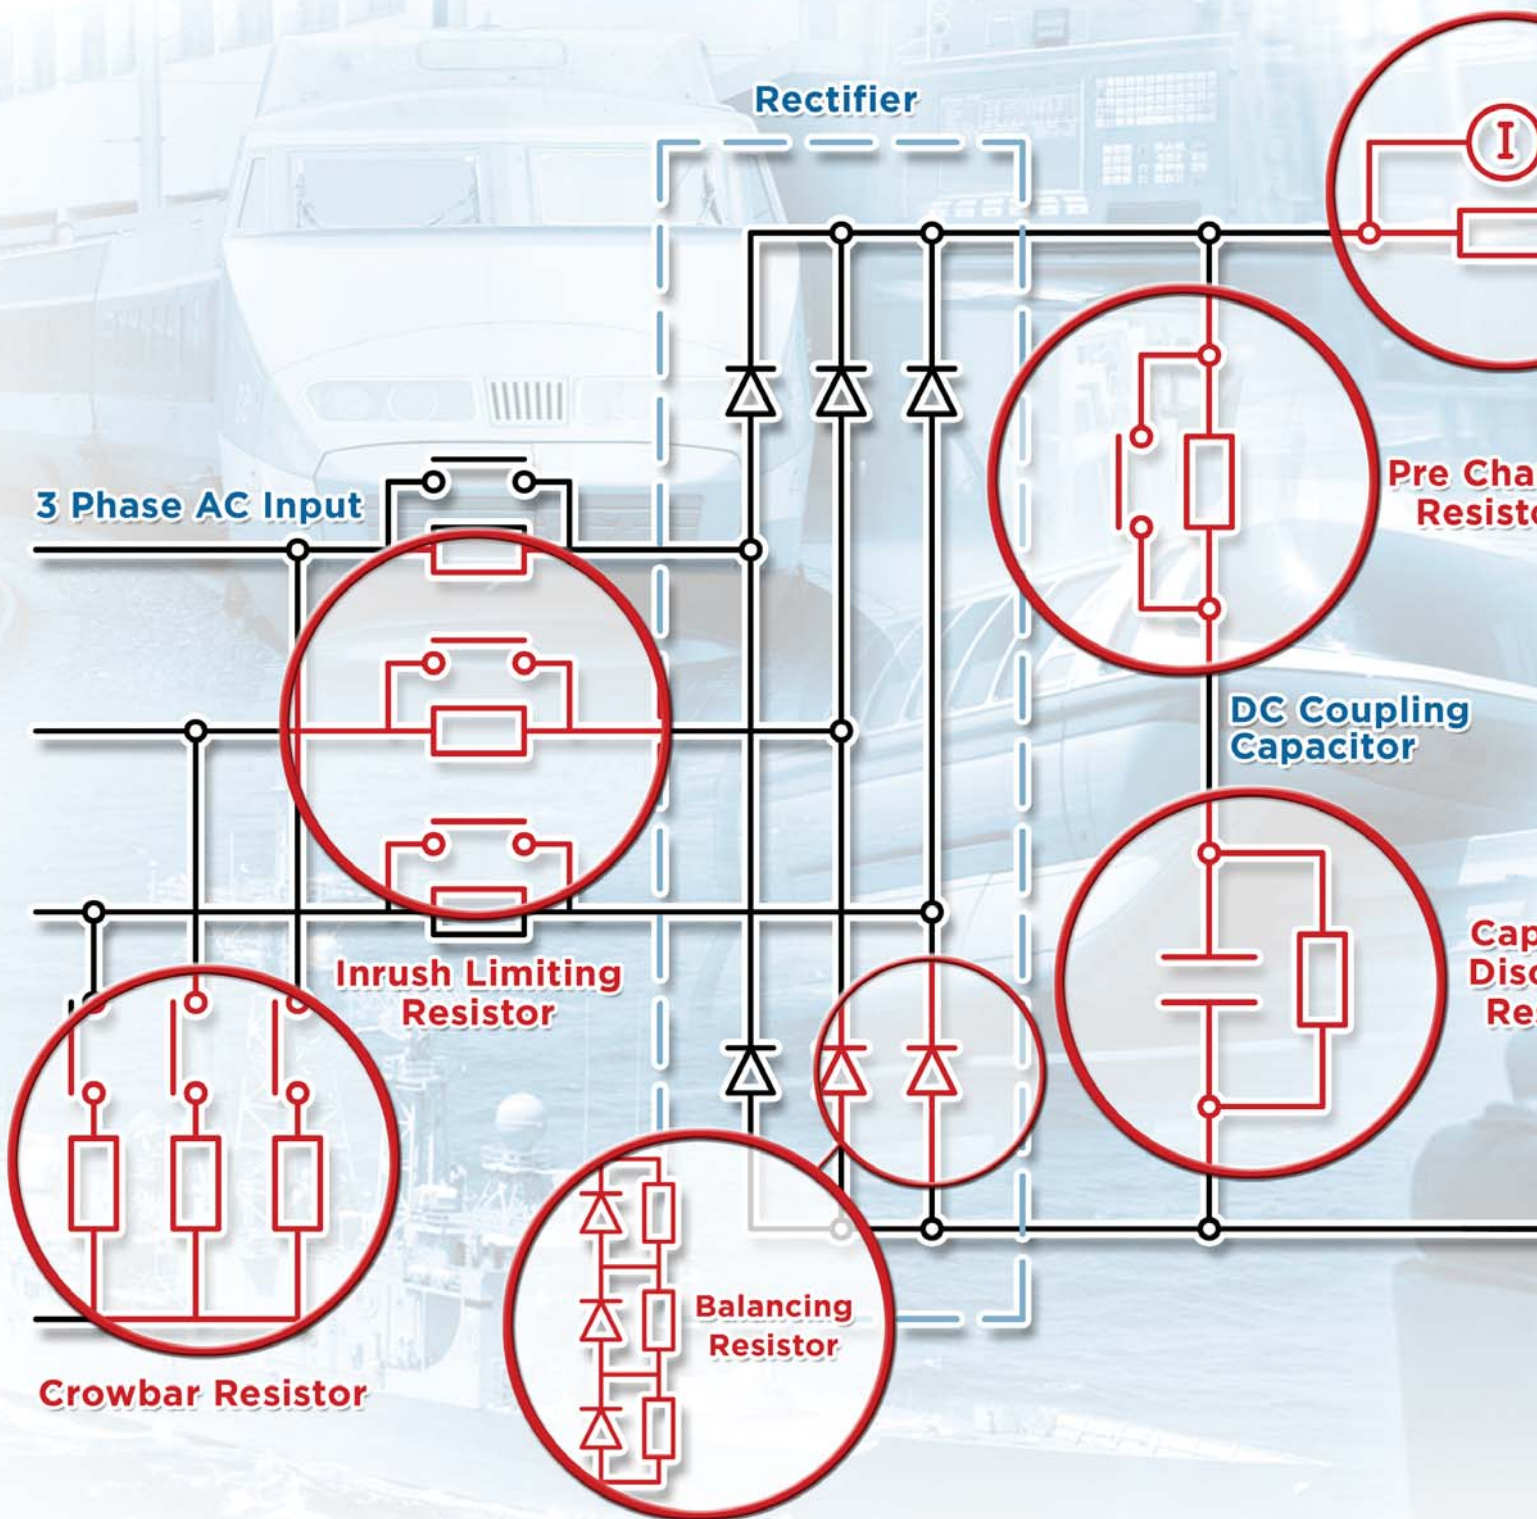 Rectifier
I
3 Phase AC Input
Pre Cha
Resisto
DC Coupling
Capacitor
Inrush Limiting
Resistor
Cap
Disc
Res
Balancing
Resistor
Crowbar Resistor